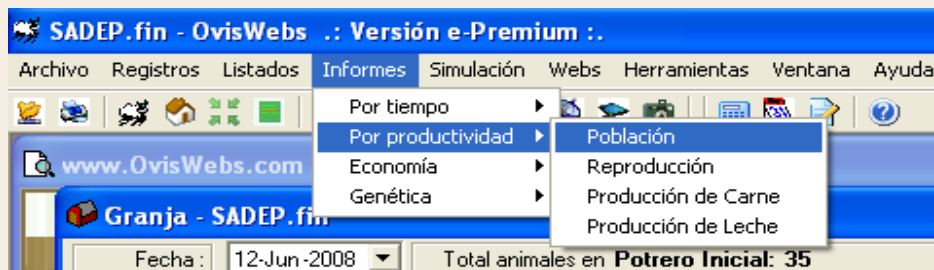 SADEP.fin - OvisWebs .: Versión e-Premium :.
Archivo Registros Listados Informes Simulación Webs Herramientas Ventana Ayuda
Por tiempo
Por productividad
Economía
Genética
Población
Reproducción
Producción de Carne
Producción de Leche
www.OvisWebs.com
Granja - SADEP.fin
Fecha : 12-Jun-2008 Total animales en Potrero Inicial: 35